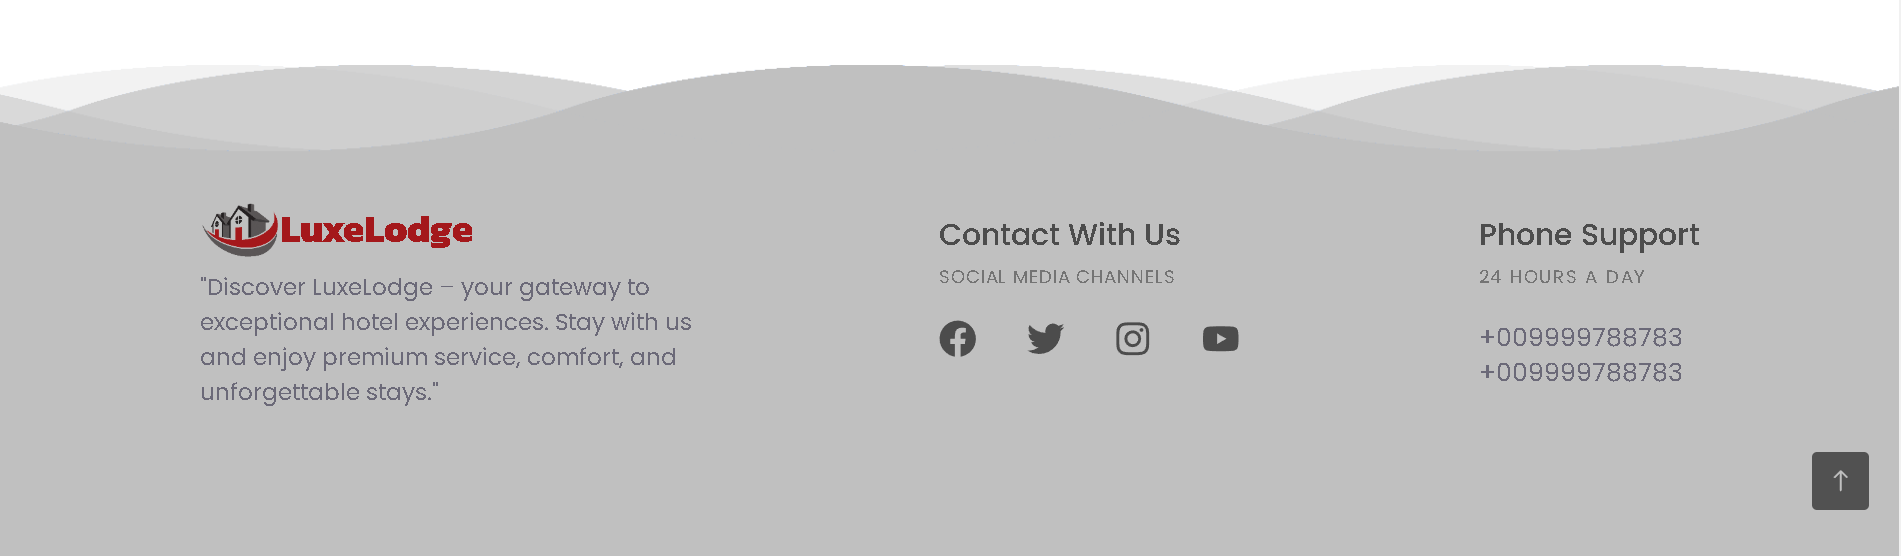 LuxeLodge
"Discover LuxeLodge – your gateway to
exceptional hotel experiences. Stay with us
and enjoy premium service, comfort, and
unforgettable stays."
Contact With Us
SOCIAL MEDIA CHANNELS
Phone Support
24 HOURS A DAY
+009999788783
+009999788783